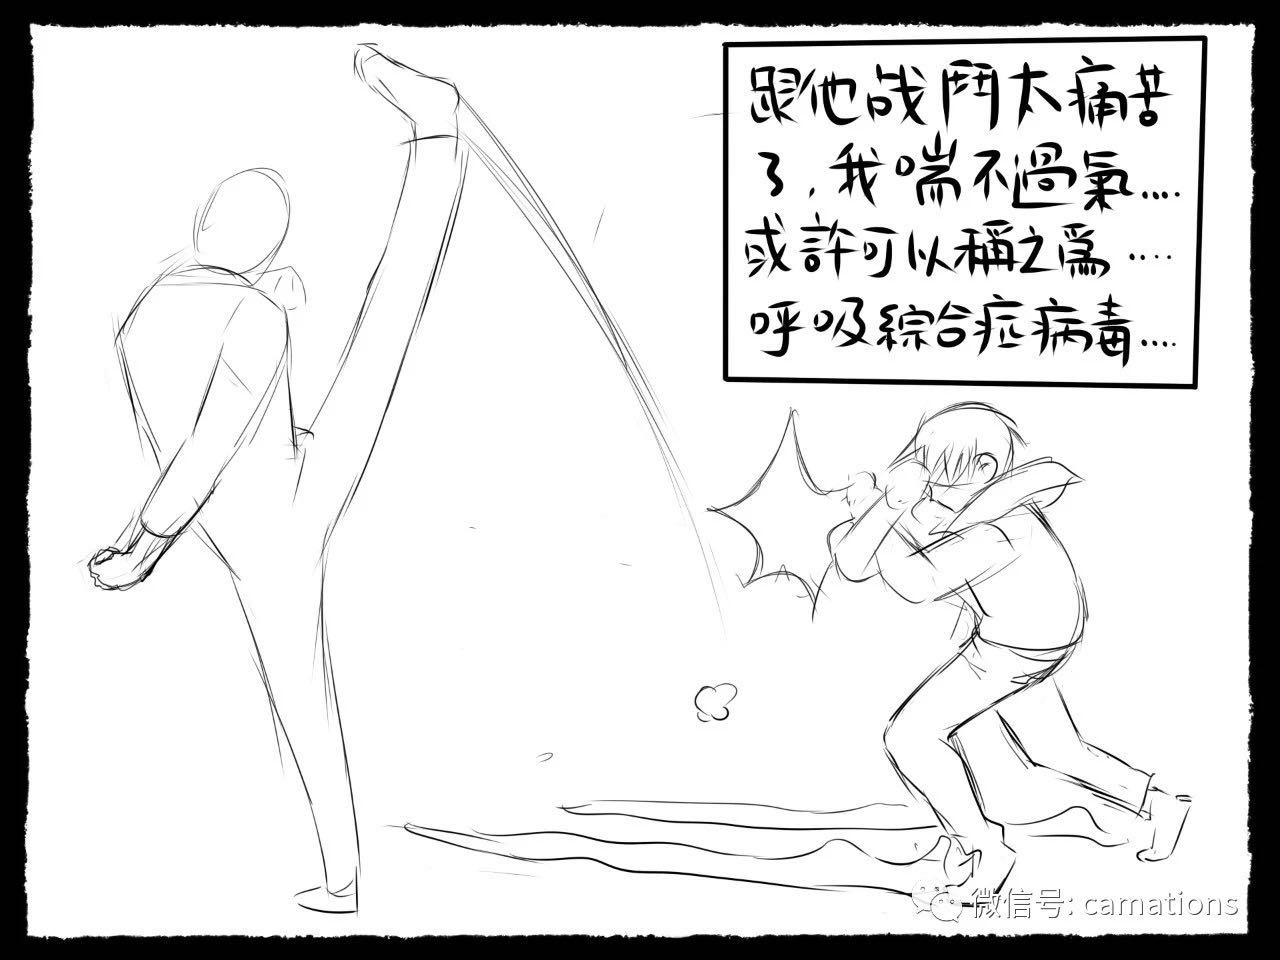 跟他战鬥太痛苦
了，我喘不過氣....
或許可以稱之爲....
呼吸綜合症病毒....
微信号: camations